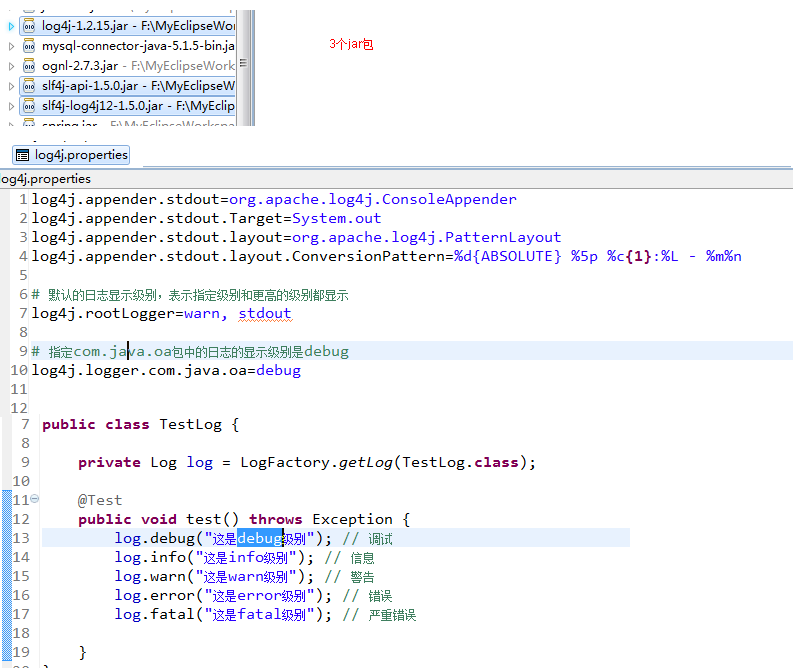 log4j-1.2.15.jar - F:\MyEclipseWor
mysql-connector-java-5.1.5-bin.ja
ognl-2.7.3.jar - F:\MyEclipseWork
slf4j-api-1.5.0.jar - F:\MyEclipseW
slf4j-log4j12-1.5.0.jar - F:\MyEclip
spring.jar - F:\MyEclipseWorkspa
3个jar包
log4j.properties
log4j.properties
1 log4j.appender.stdout=org.apache.log4j.ConsoleAppender
2 log4j.appender.stdout.Target=System.out
3 log4j.appender.stdout.layout=org.apache.log4j.PatternLayout
4 log4j.appender.stdout.layout.ConversionPattern=%d{ABSOLUTE} %5p %c{1}:%L - %m%n
5
6 # 默认的日志显示级别，表示指定级别和更高的级别都显示
7 log4j.rootLogger=warn, stdout
8
9 # 指定com.java.oa包中的日志的显示级别是debug
10 log4j.logger.com.java.oa=debug
11
12
7 public class TestLog {
8
9 private Log log = LogFactory.getLog(TestLog.class);
10
11 @Test
12 public void test() throws Exception {
13 log.debug("这是debug级别"); // 调试
14 log.info("这是info级别"); // 信息
15 log.warn("这是warn级别"); // 警告
16 log.error("这是error级别"); // 错误
17 log.fatal("这是fatal级别"); // 严重错误
18
19 }